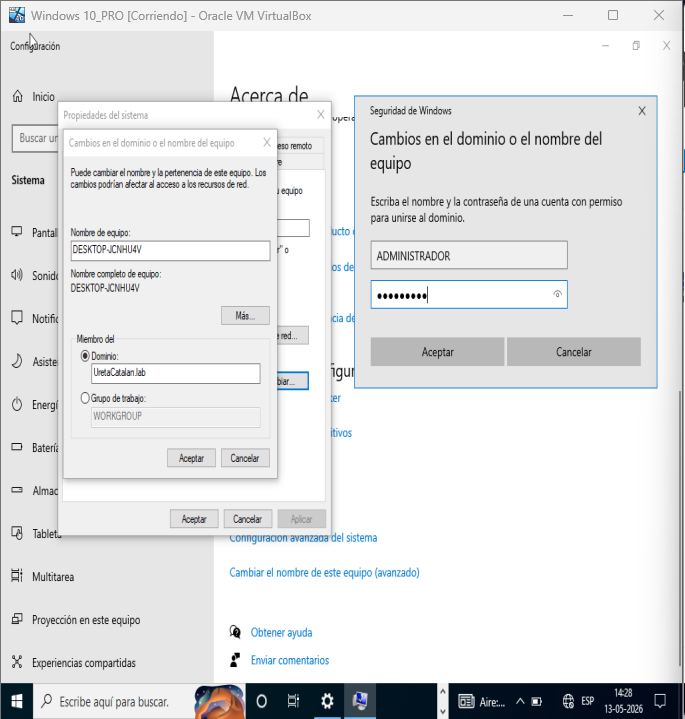 Windows 10_PRO [Corriendo] - Oracle VM VirtualBox
Configuración
Inicio
Buscar un
Sistema
Pantal
Sonido
Notific
Asiste
Energí
Batería
Almac
Tableta
Multitarea
Proyección en este equipo
Experiencias compartidas
Acerca de
Propiedades del sistema
eso remoto
u equipo
r" o
e red...
biar...
Aceptar
Cancelar
Aplicar
Cambios en el dominio o el nombre del equipo
Puede cambiar el nombre y la pertenencia de este equipo. Los
cambios podrían afectar al acceso a los recursos de red.
Nombre de equipo:
DESKTOP-JCNHU4V
Nombre completo de equipo:
DESKTOP-JCNHU4V
Más...
Miembro del
Dominio:
UretaCatalan.lab
Grupo de trabajo:
WORKGROUP
Aceptar
Cancelar
Seguridad de Windows
Cambios en el dominio o el nombre del
equipo
Escriba el nombre y la contraseña de una cuenta con permiso
para unirse al dominio.
ADMINISTRADOR
•••••••••
Aceptar
Cancelar
ucto
os de
cia de
igur
ker
itivos
Configuración avanzada del sistema
Cambiar el nombre de este equipo (avanzado)
Obtener ayuda
Enviar comentarios
Escribe aquí para buscar.
Aire:...
ESP
14:28
13-05-2026